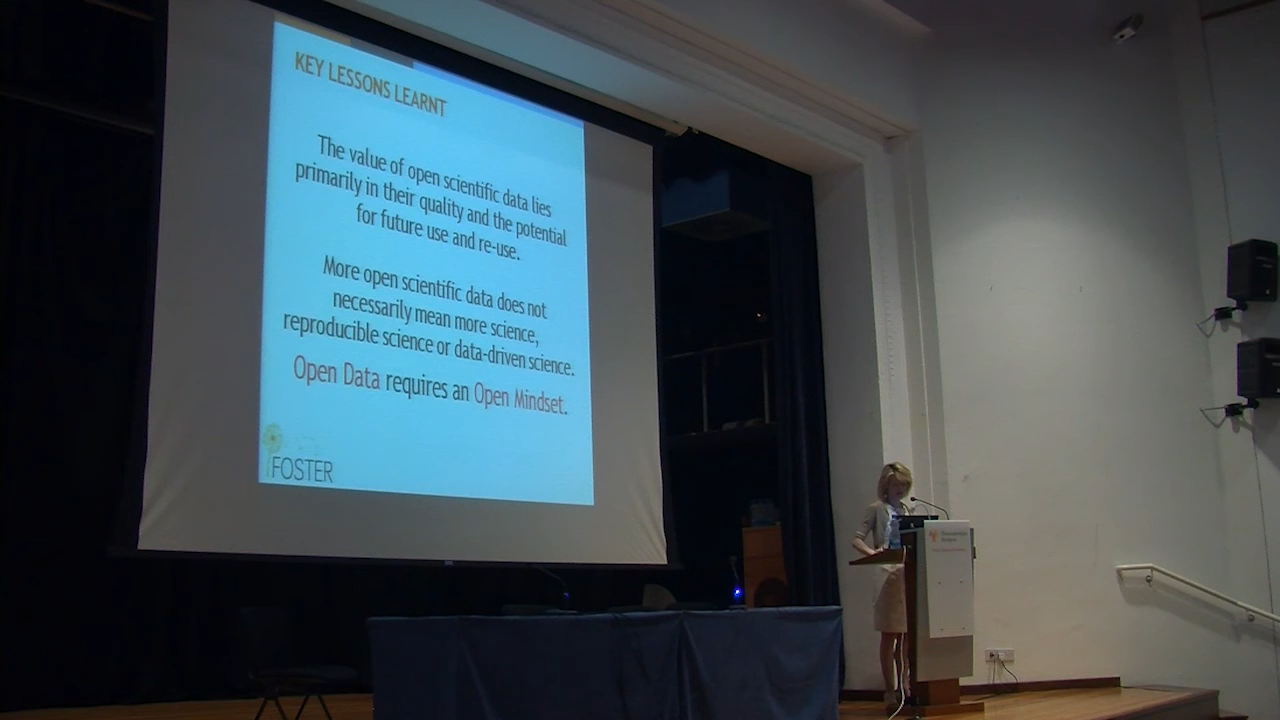 KEY LESSONS LEARNT
The value of open scientific data lies
primarily in their quality and the potential
for future use and re-use.
More open scientific data does not
necessarily mean more science,
reproducible science or data-driven science.
Open Data requires an Open Mindset.
FOSTER